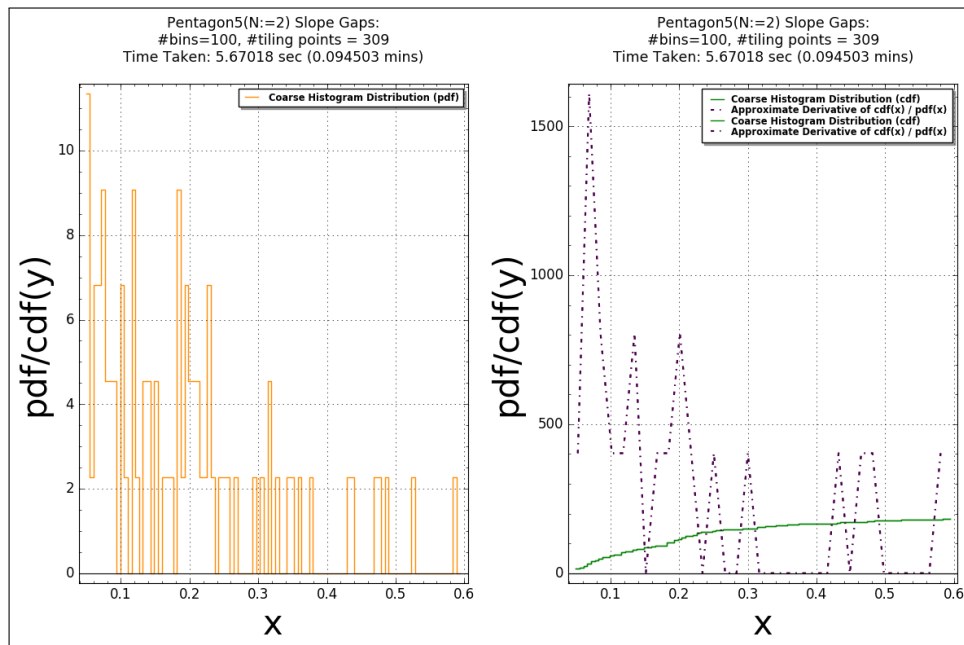 Pentagon5(N:=2) Slope Gaps:
#bins=100, #tiling points = 309
Time Taken: 5.67018 sec (0.094503 mins)
Coarse Histogram Distribution (pdf)
10
8
6
4
2
0
0.1 0.2 0.3 0.4 0.5 0.6
pdf/cdf(y)
x
Pentagon5(N:=2) Slope Gaps:
#bins=100, #tiling points = 309
Time Taken: 5.67018 sec (0.094503 mins)
Coarse Histogram Distribution (cdf)
Approximate Derivative of cdf(x) / pdf(x)
Coarse Histogram Distribution (cdf)
Approximate Derivative of cdf(x) / pdf(x)
1500
1000
500
0
0.1 0.2 0.3 0.4 0.5 0.6
pdf/cdf(y)
x